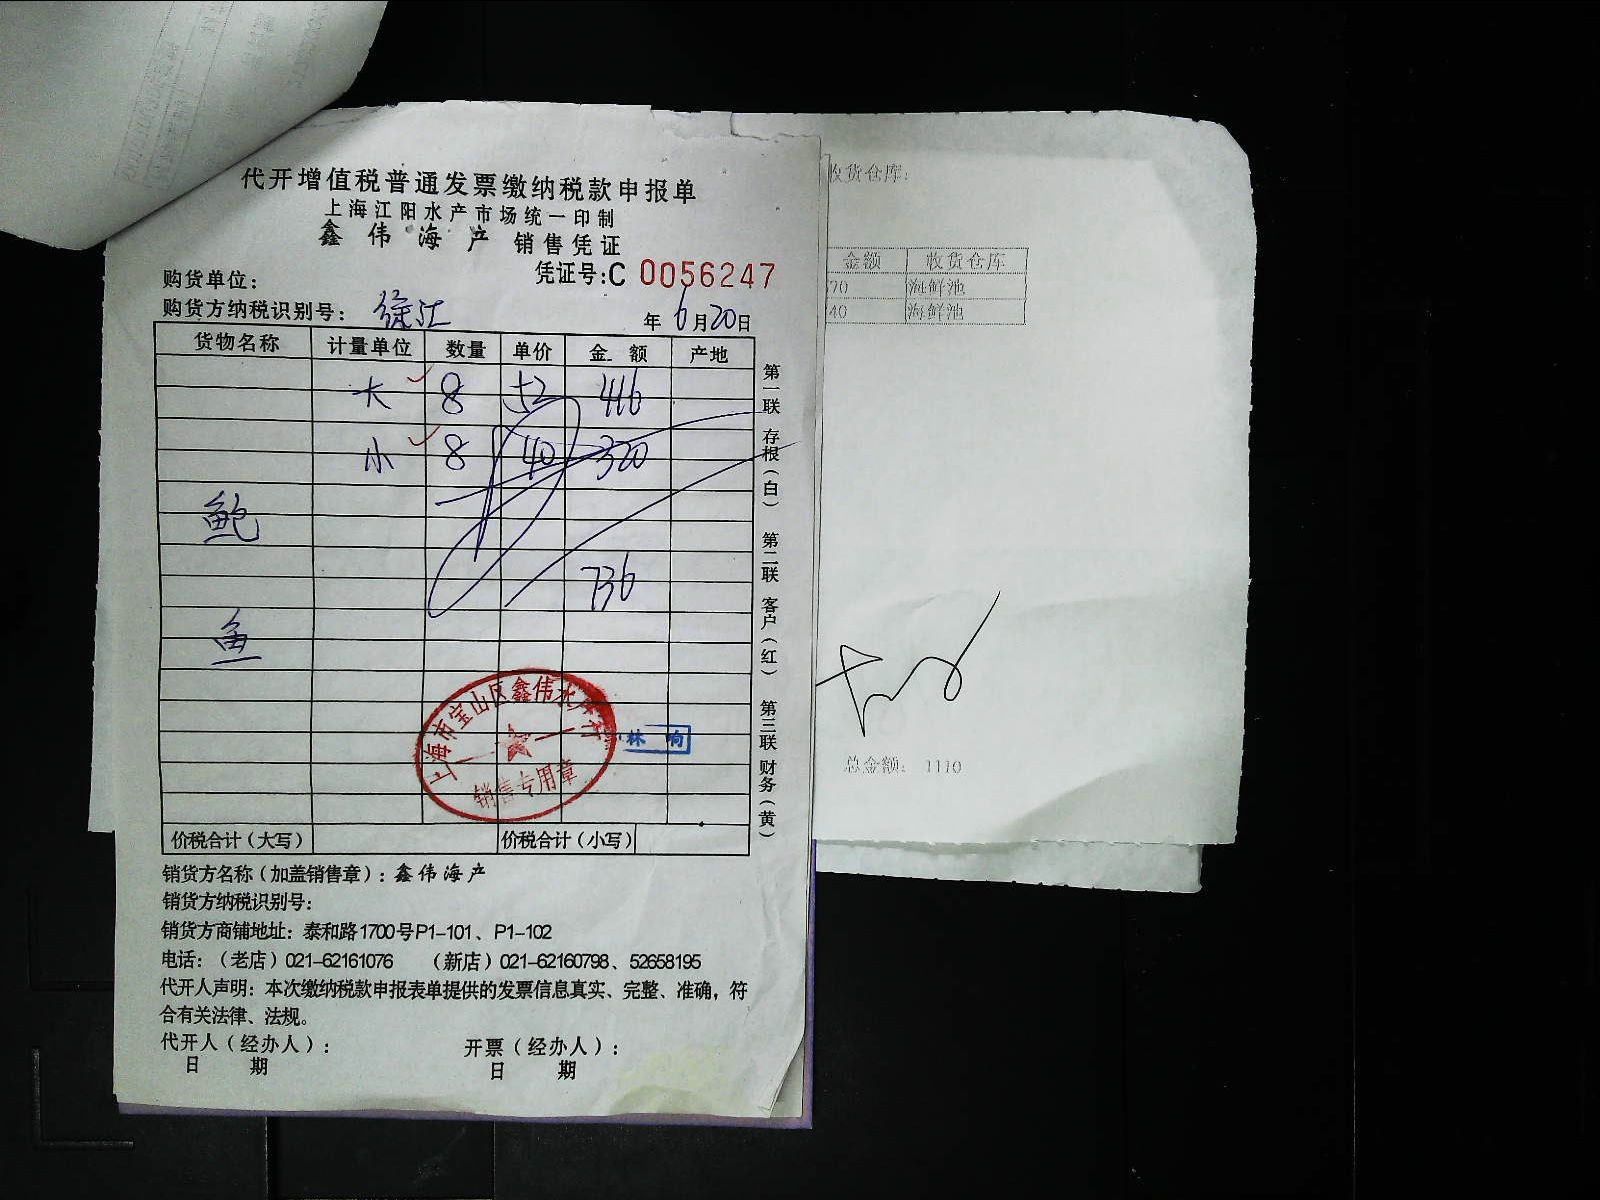 代开增值税普通发票缴纳税款申报单
上海江阳水产市场统一印制
鑫伟海产 销售凭证
购货单位： 凭证号:C 0056247
购货方纳税识别号： 徐汇 年 6月20日
货物名称 计量单位 数量 单价 金额 产地
大 8 52 416
小 8 40 320
鲍
736
鱼
上海市宝山区鑫伟水产行
销售专用章
林
价税合计（大写） 价税合计（小写）
销货方名称（加盖销售章）：鑫伟海产
销货方纳税识别号：
销货方商铺地址：泰和路1700号P1-101、P1-102
电话：（老店）021-62161076 （新店）021-62160798、52658195
代开人声明：本次缴纳税款申报表单提供的发票信息真实、完整、准确，符
合有关法律、法规。
代开人（经办人）： 开票（经办人）：
日 期 日 期
第一联 存根（白） 第二联 客户（红） 第三联 财务（黄）
收货仓库：
金额 收货仓库
70 海鲜池
40 海鲜池
总金额： 1110